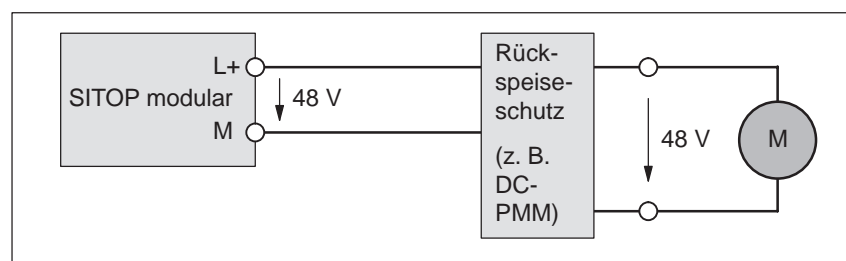 L+
SITOP modular
M
48 V
Rück-
speise-
schutz
(z. B.
DC-
PMM)
48 V
M